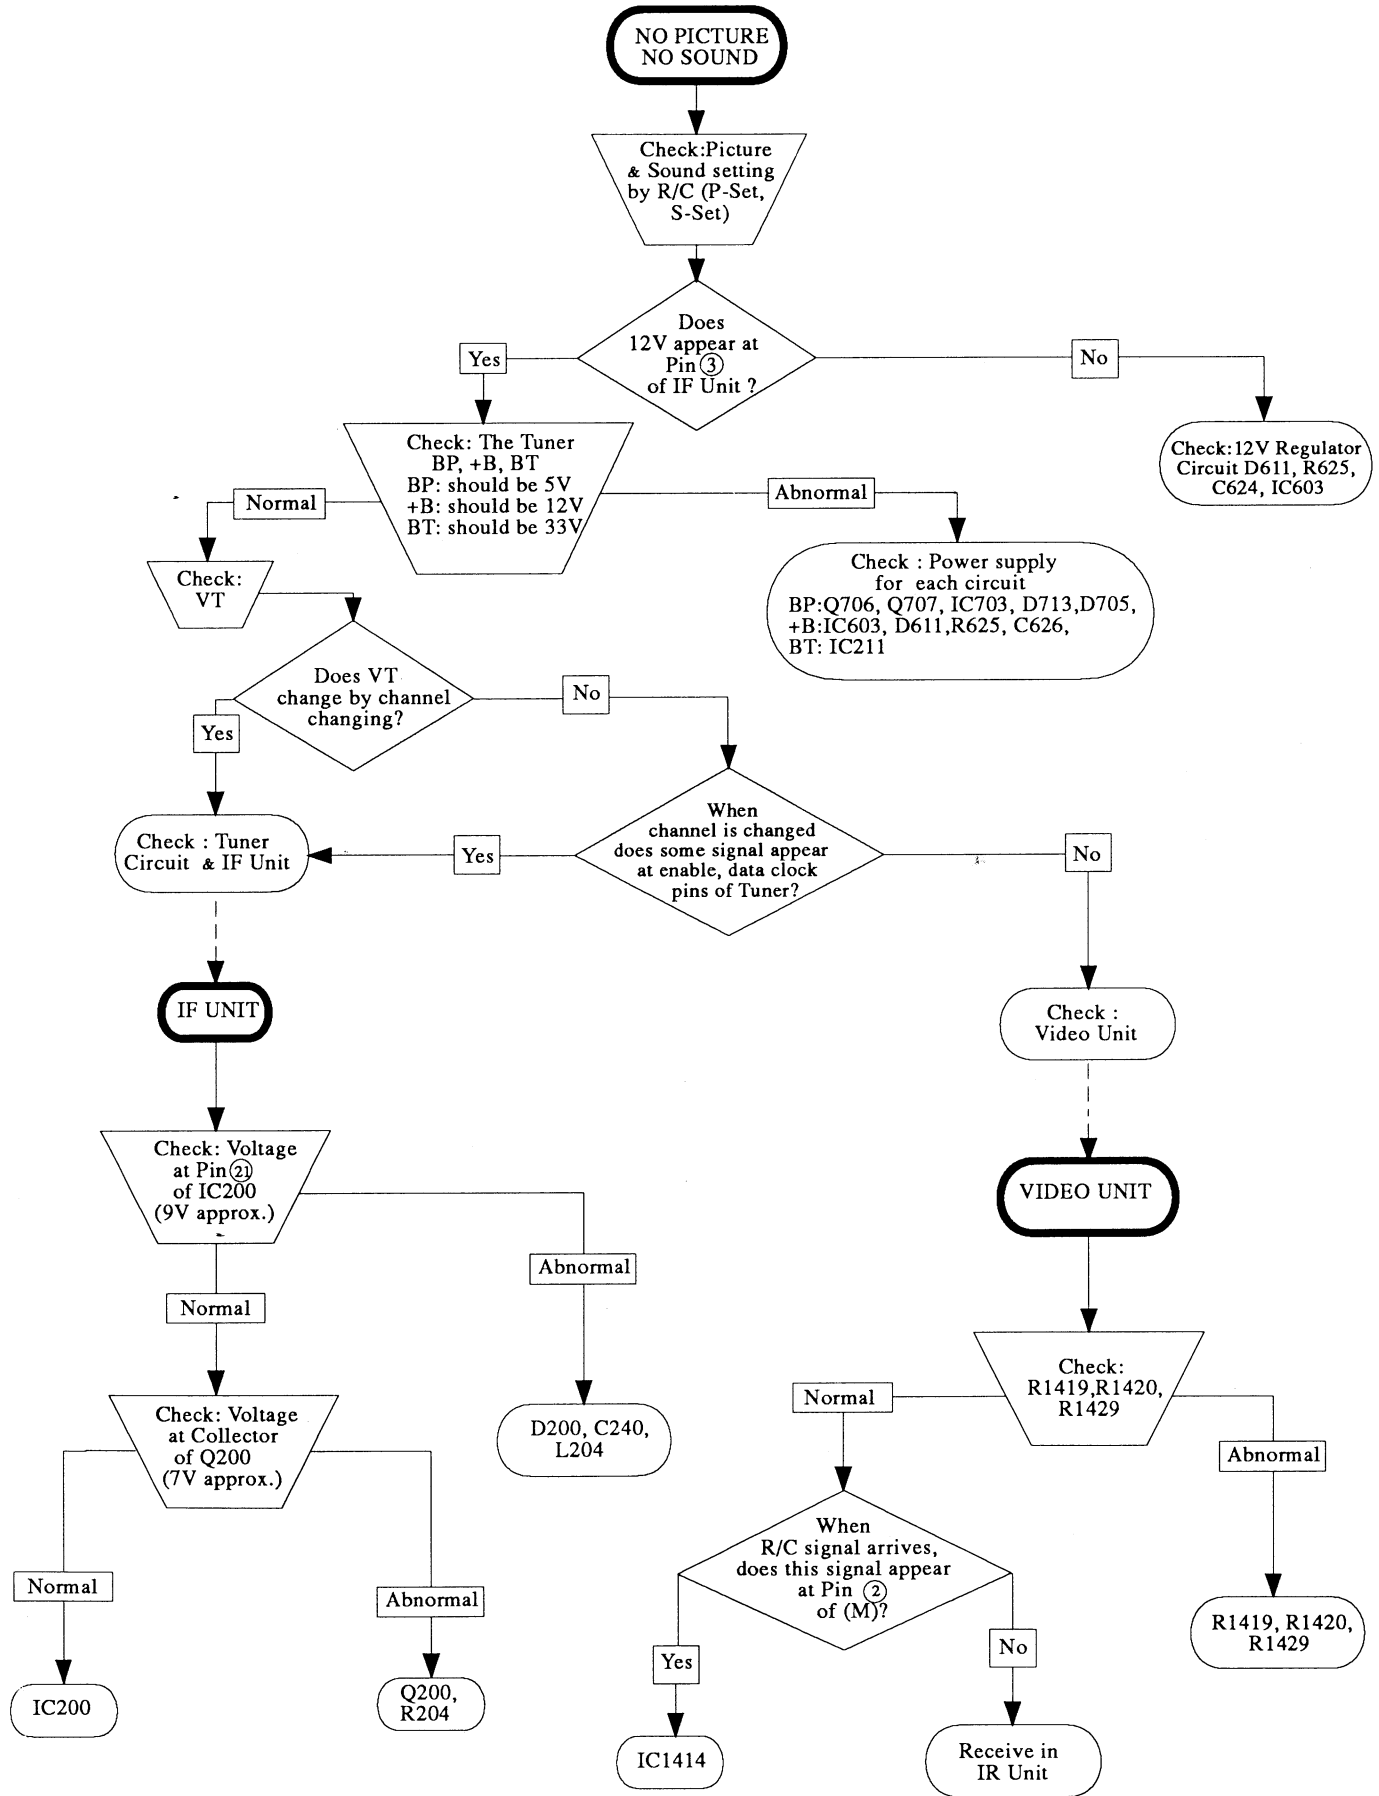 NO PICTURE
NO SOUND
Check:Picture
& Sound setting
by R/C (P-Set,
S-Set)
Does
12V appear at
Pin ③
of IF Unit ?
Yes
No
Check: The Tuner
BP, +B, BT
BP: should be 5V
+B: should be 12V
BT: should be 33V
Check:12V Regulator
Circuit D611, R625,
C624, IC603
Normal
Abnormal
Check:
VT
Check : Power supply
for each circuit
BP:Q706, Q707, IC703, D713,D705,
+B:IC603, D611,R625, C626,
BT: IC211
Does VT
change by channel
changing?
Yes
No
When
channel is changed
does some signal appear
at enable, data clock
pins of Tuner?
Check : Tuner
Circuit & IF Unit
Yes
No
IF UNIT
Check :
Video Unit
Check: Voltage
at Pin ㉑
of IC200
(9V approx.)
VIDEO UNIT
Abnormal
Normal
Check:
R1419,R1420,
R1429
Check: Voltage
at Collector
of Q200
(7V approx.)
D200, C240,
L204
Normal
Abnormal
When
R/C signal arrives,
does this signal appear
at Pin ②
of (M)?
Normal
Abnormal
R1419, R1420,
R1429
Yes
No
IC200
Q200,
R204
IC1414
Receive in
IR Unit